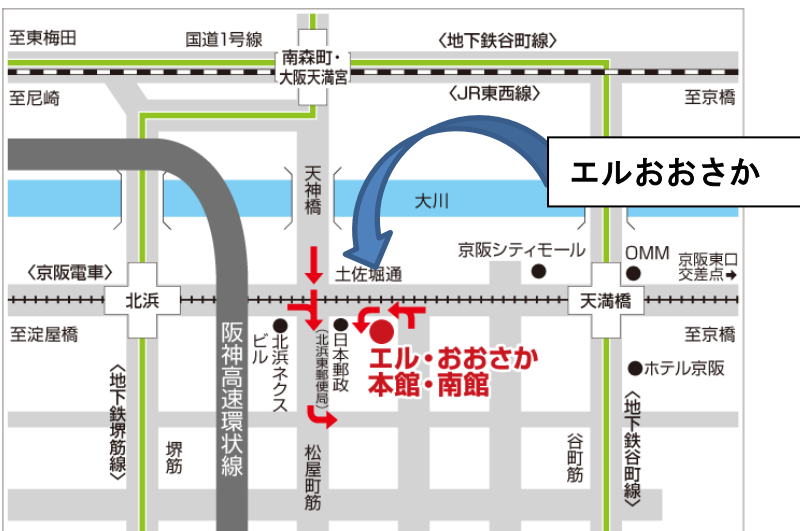 至東梅田
国道1号線
南森町・
大阪天満宮
〈地下鉄谷町線〉
至尼崎
〈JR東西線〉
至京橋
エルおおさか
天神橋
大川
〈京阪電車〉
土佐堀通
京阪シティモール
OMM
京阪東口
交差点➡
北浜
天満橋
至淀屋橋
至京橋
阪神高速環状線
北浜ネクス
ビル
(北浜東郵便局)
日本郵政
エル・おおさか
本館・南館
ホテル京阪
〈地下鉄堺筋線〉
堺筋
松屋町筋
谷町筋
〈地下鉄谷町線〉